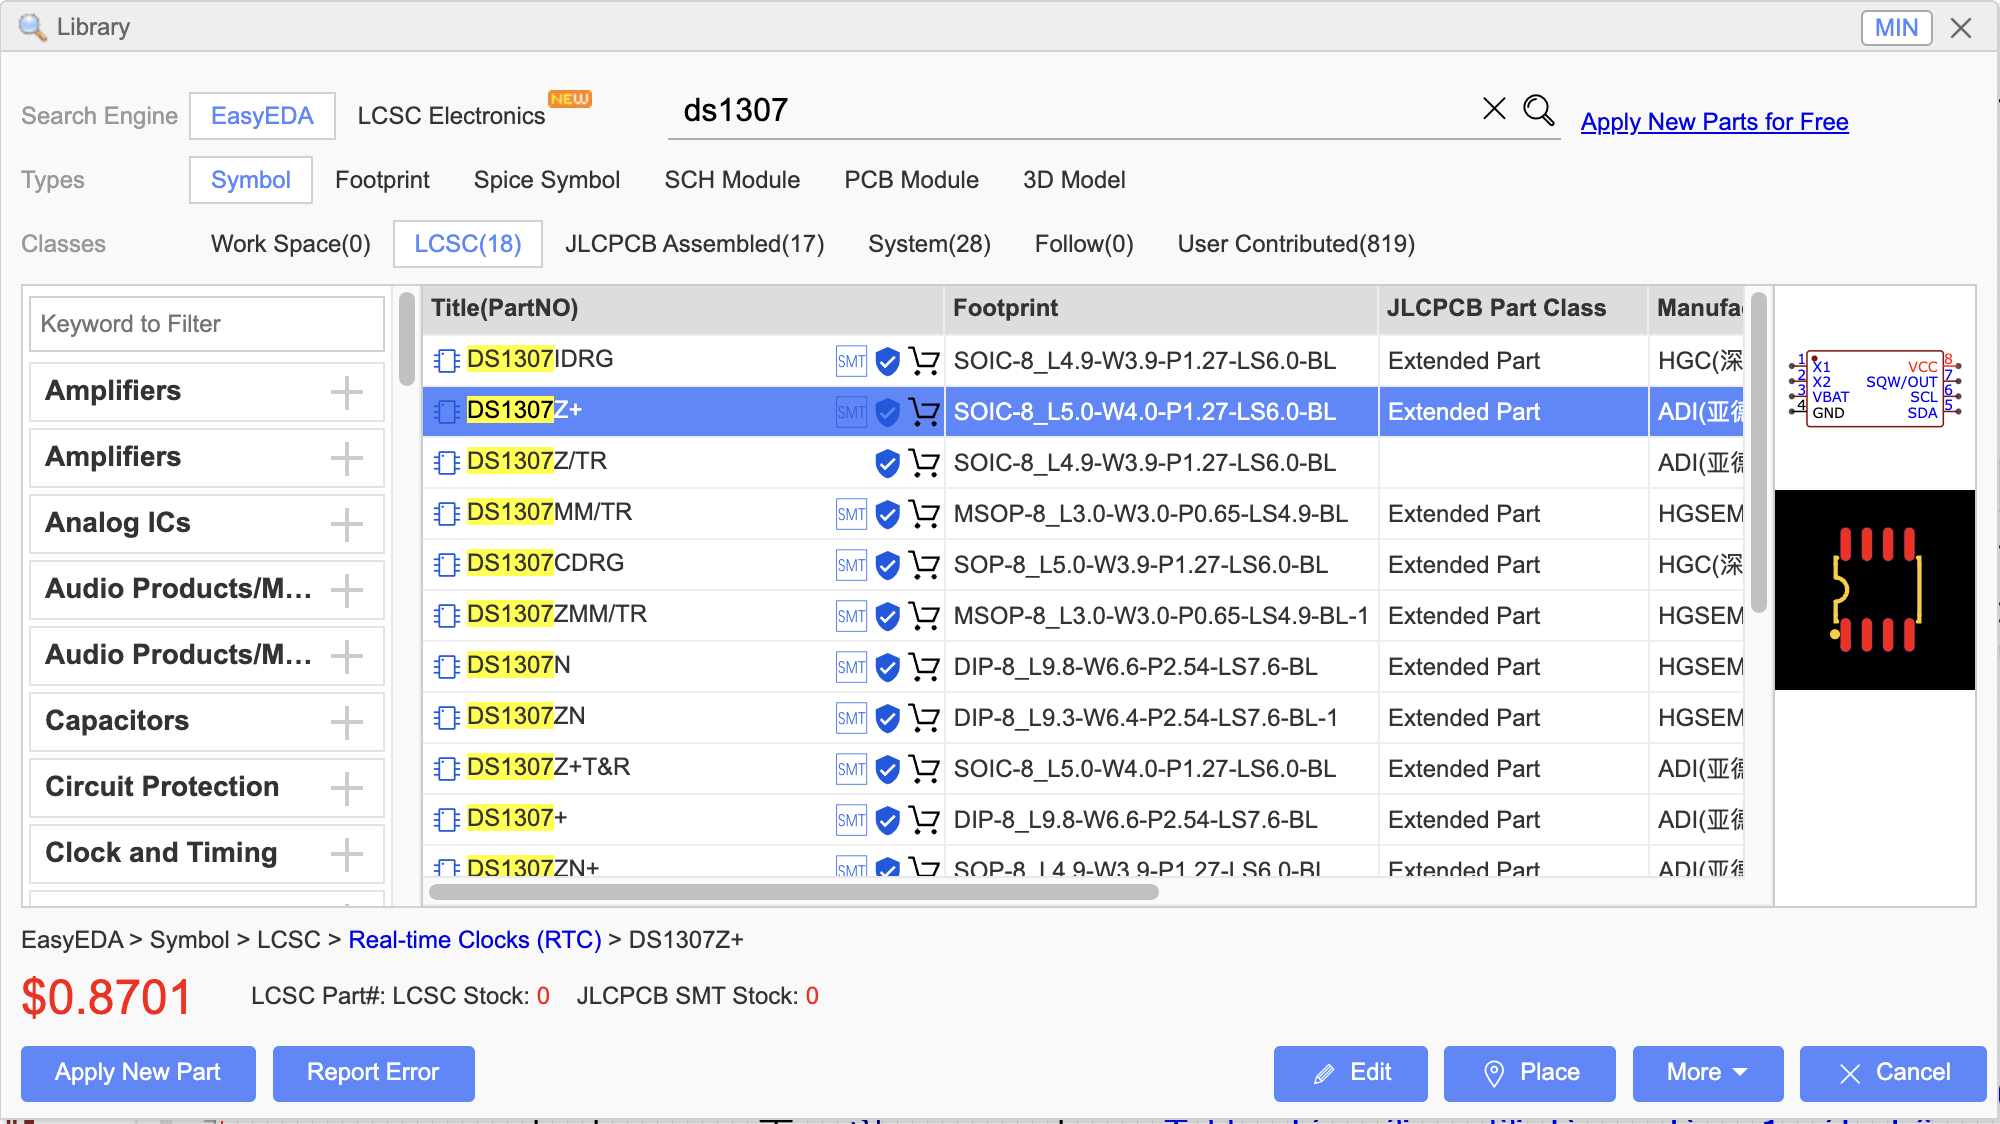 Library
MIN
Search Engine EasyEDA LCSC Electronics NEW ds1307 Apply New Parts for Free
Types Symbol Footprint Spice Symbol SCH Module PCB Module 3D Model
Classes Work Space(0) LCSC(18) JLCPCB Assembled(17) System(28) Follow(0) User Contributed(819)
Keyword to Filter
Amplifiers
Amplifiers
Analog ICs
Audio Products/M...
Audio Products/M...
Capacitors
Circuit Protection
Clock and Timing
Title(PartNO) Footprint JLCPCB Part Class Manufa
DS1307IDRG SMT SOIC-8_L4.9-W3.9-P1.27-LS6.0-BL Extended Part HGC(深
DS1307Z+ SMT SOIC-8_L5.0-W4.0-P1.27-LS6.0-BL Extended Part ADI(亚德
DS1307Z/TR SOIC-8_L4.9-W3.9-P1.27-LS6.0-BL ADI(亚德
DS1307MM/TR SMT MSOP-8_L3.0-W3.0-P0.65-LS4.9-BL Extended Part HGSEM
DS1307CDRG SMT SOP-8_L5.0-W3.9-P1.27-LS6.0-BL Extended Part HGC(深
DS1307ZMM/TR SMT MSOP-8_L3.0-W3.0-P0.65-LS4.9-BL-1 Extended Part HGSEM
DS1307N SMT DIP-8_L9.8-W6.6-P2.54-LS7.6-BL Extended Part HGSEM
DS1307ZN SMT DIP-8_L9.3-W6.4-P2.54-LS7.6-BL-1 Extended Part HGSEM
DS1307Z+T&R SMT SOIC-8_L5.0-W4.0-P1.27-LS6.0-BL Extended Part ADI(亚德
DS1307+ SMT DIP-8_L9.8-W6.6-P2.54-LS7.6-BL Extended Part ADI(亚德
DS1307ZN+ SMT SOP-8_L4.9-W3.9-P1.27-LS6.0-BL Extended Part ADI(亚德
1 X1 VCC 8
2 X2 SQW/OUT 7
3 VBAT SCL 6
4 GND SDA 5
EasyEDA > Symbol > LCSC > Real-time Clocks (RTC) > DS1307Z+
$0.8701 LCSC Part#: LCSC Stock: 0 JLCPCB SMT Stock: 0
Apply New Part Report Error Edit Place More Cancel